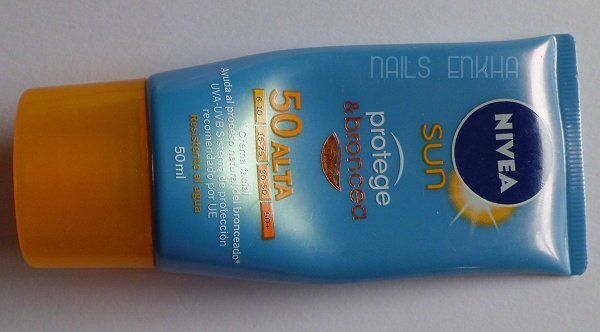 NAILS ENKHA
NIVEA
sun
protege
& broncea
50 ALTA
6-10 15-25 30-50 50+
Crema facial
Ayuda al proceso natural del bronceado*
UVA-UVB Sistema de protección
recomendado por UE
Resistente al agua
50ml